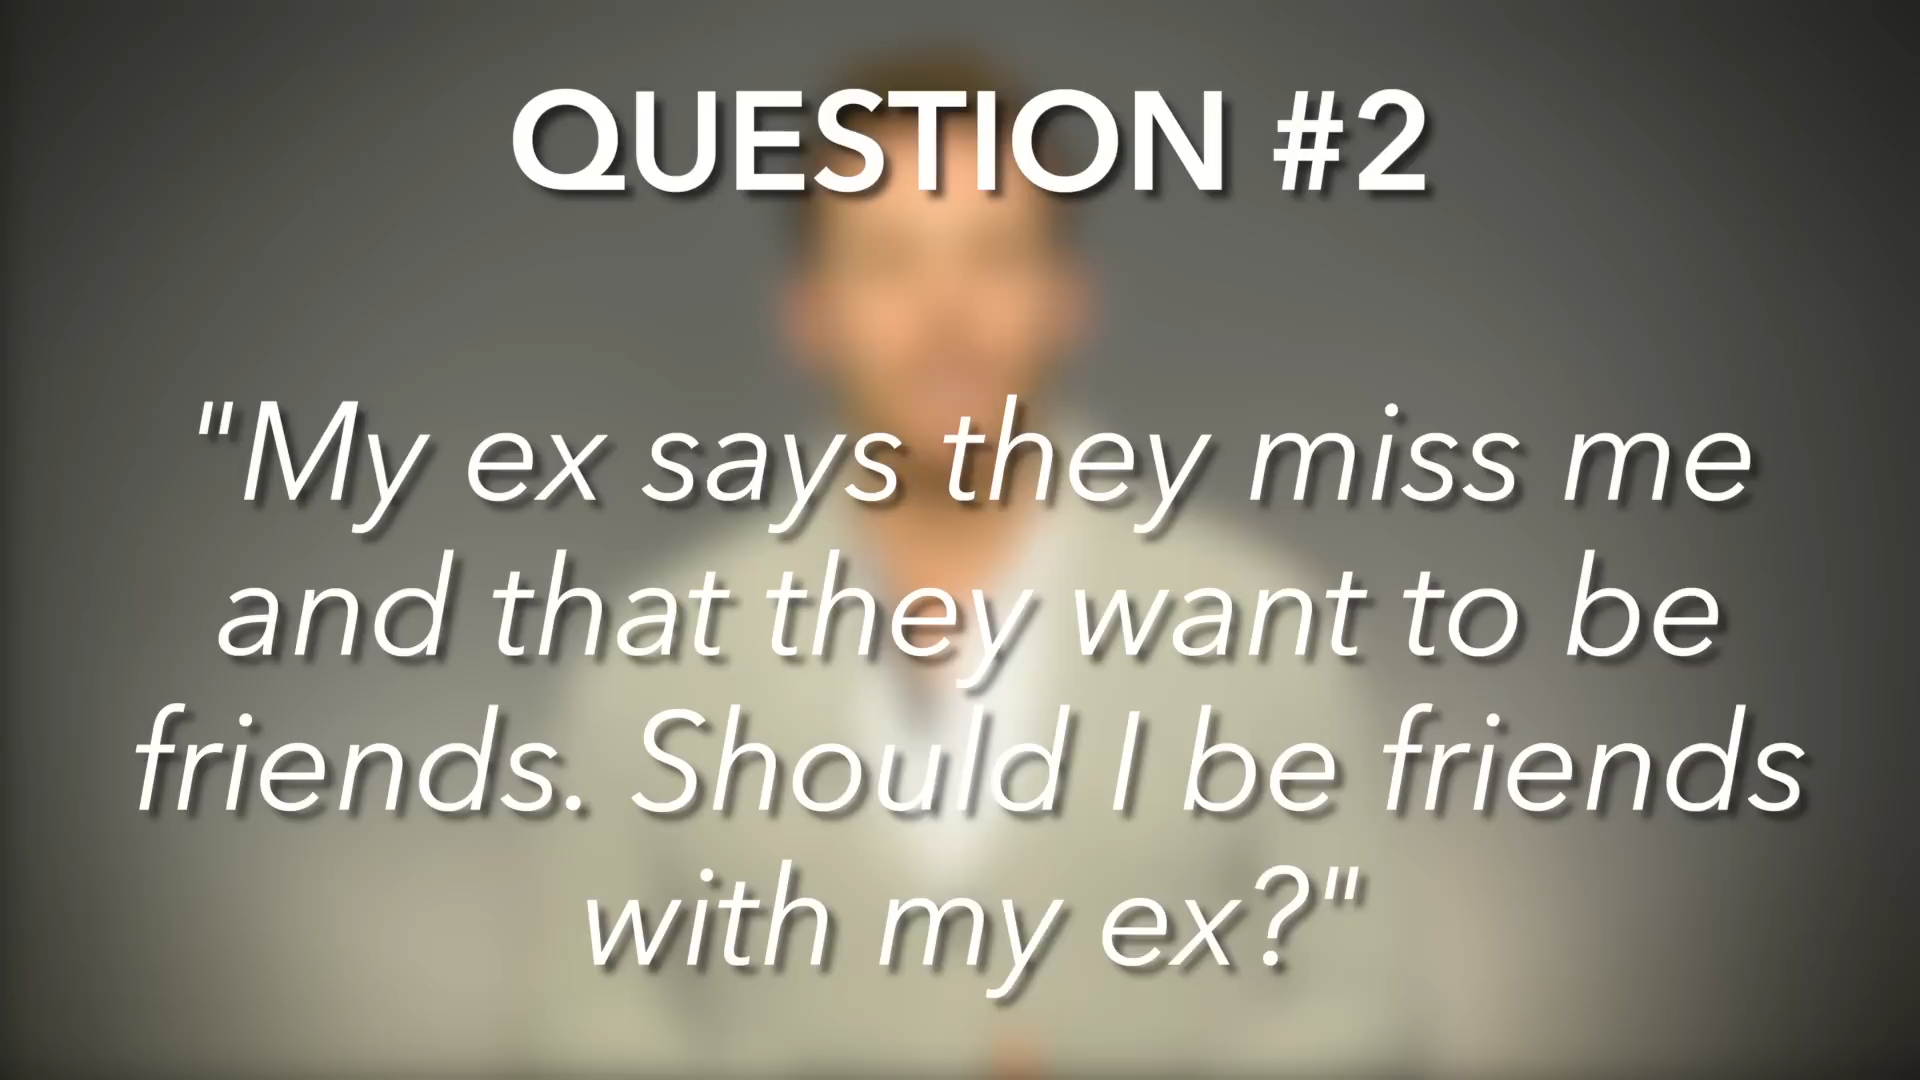 QUESTION #2
"My ex says they miss me
and that they want to be
friends. Should I be friends
with my ex?"